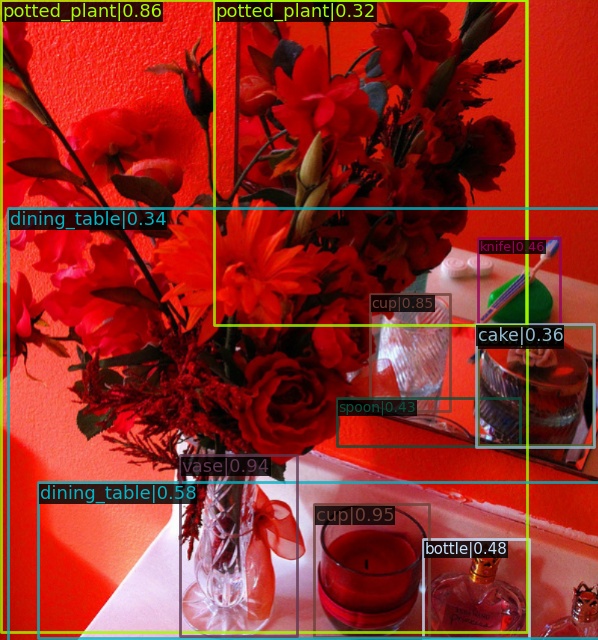 potted_plant|0.86
potted_plant|0.32
dining_table|0.34
knife|0.46
cup|0.85
cake|0.36
spoon|0.43
vase|0.94
dining_table|0.58
cup|0.95
bottle|0.48